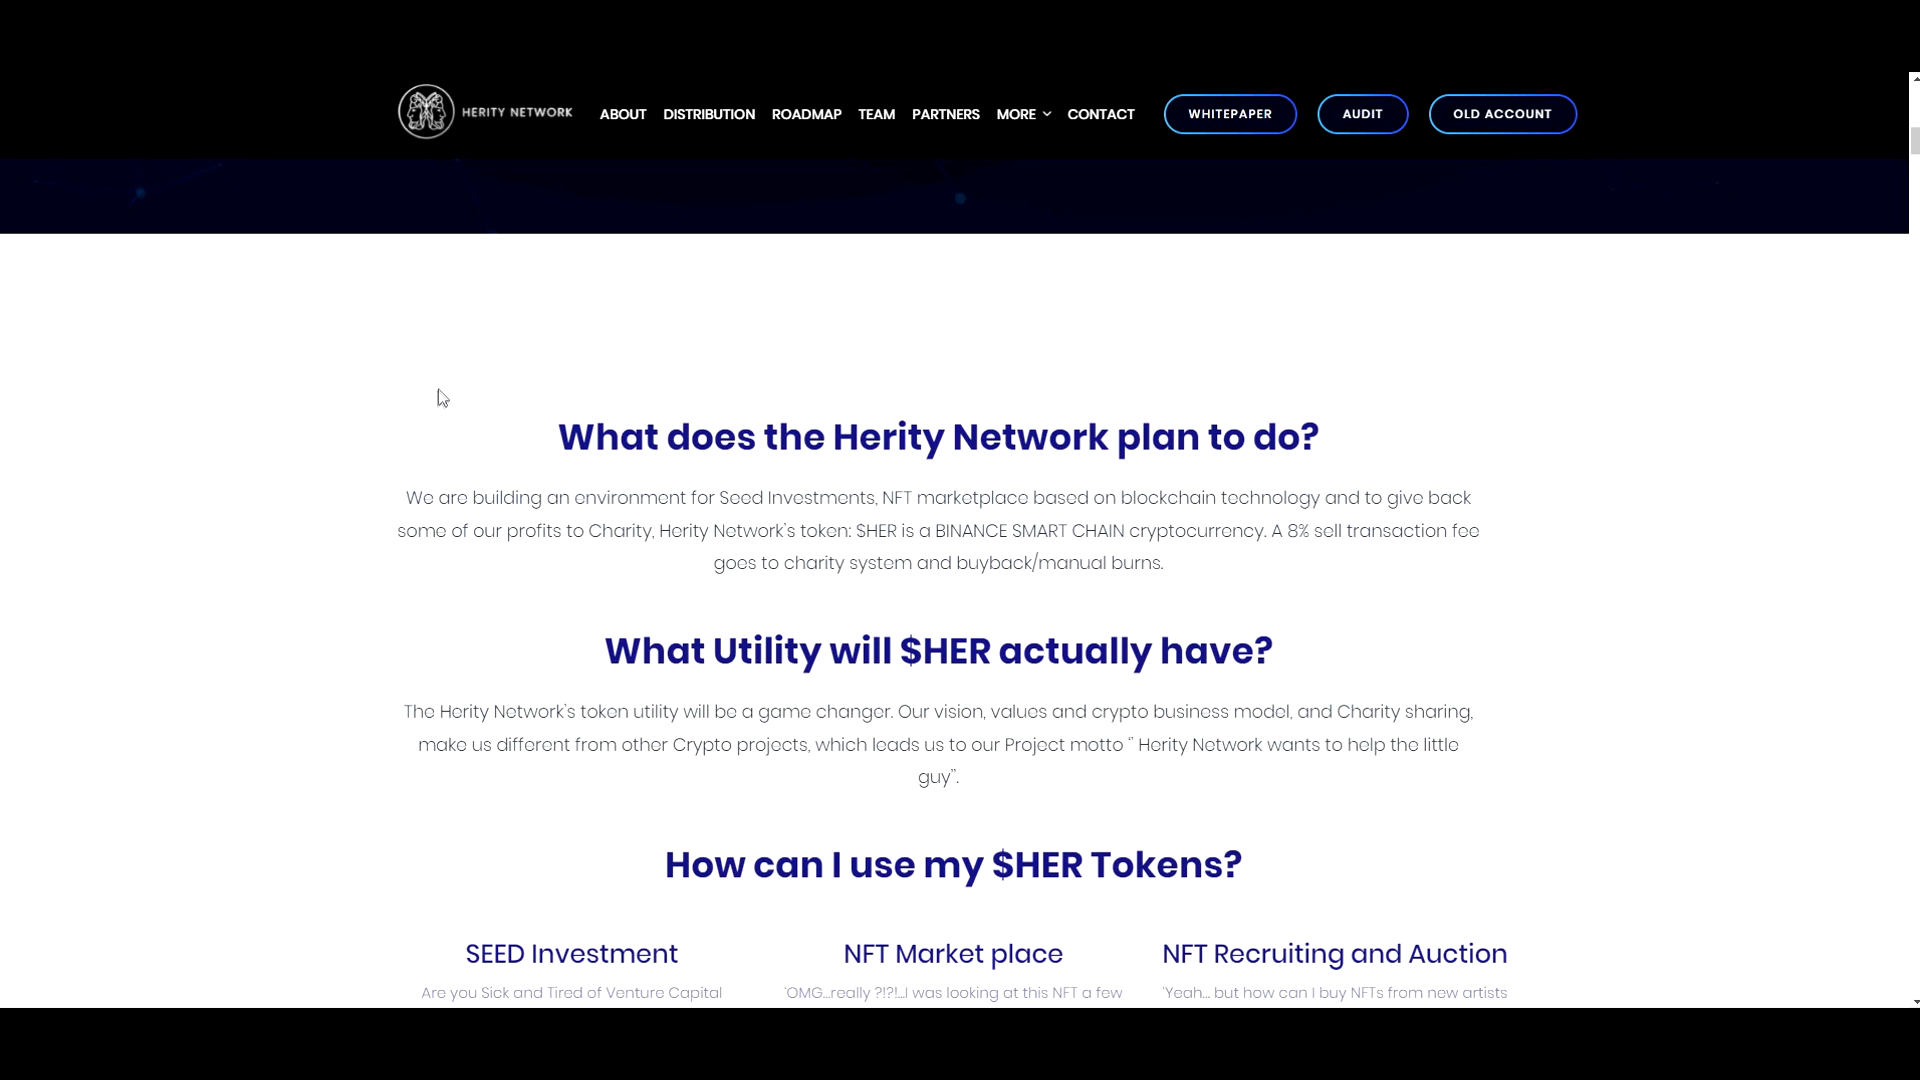 HERITY NETWORK
ABOUT DISTRIBUTION ROADMAP TEAM PARTNERS MORE CONTACT WHITEPAPER AUDIT OLD ACCOUNT
What does the Herity Network plan to do?
We are building an environment for Seed Investments, NFT marketplace based on blockchain technology and to give back
some of our profits to Charity, Herity Network's token: $HER is a BINANCE SMART CHAIN cryptocurrency. A 8% sell transaction fee
goes to charity system and buyback/manual burns.
What Utility will $HER actually have?
The Herity Network's token utility will be a game changer. Our vision, values and crypto business model, and Charity sharing,
make us different from other Crypto projects, which leads us to our Project motto " Herity Network wants to help the little
guy".
How can I use my $HER Tokens?
SEED Investment
Are you Sick and Tired of Venture Capital
NFT Market place
'OMG...really ?!?!...I was looking at this NFT a few
NFT Recruiting and Auction
'Yeah... but how can I buy NFTs from new artists